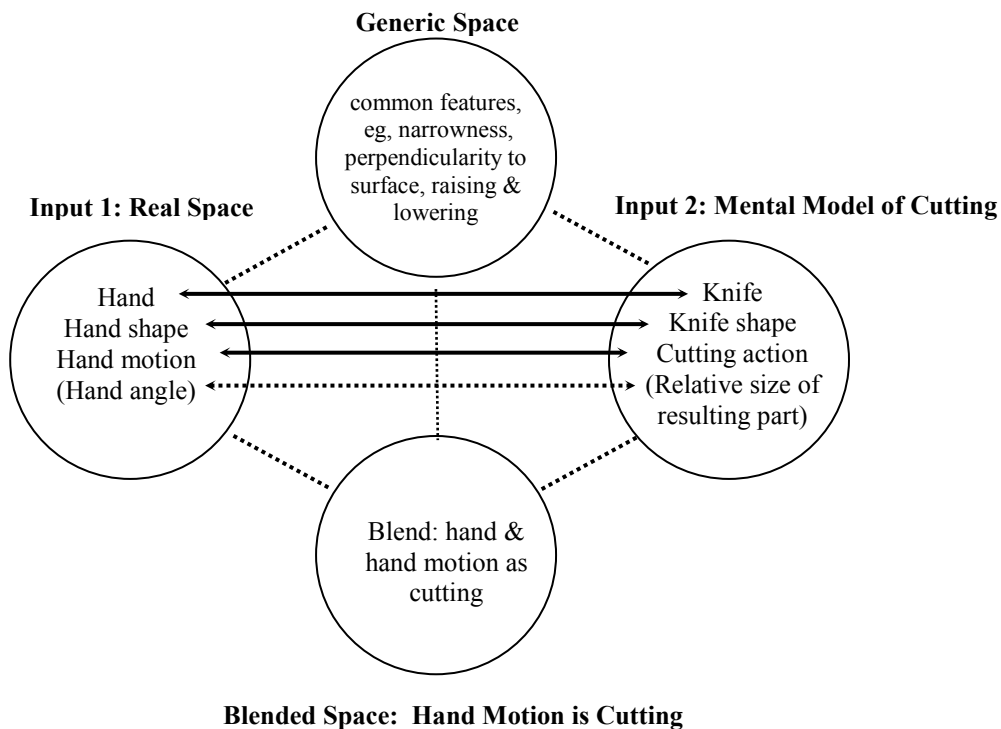 Generic Space
common features,
eg, narrowness,
perpendicularity to
surface, raising &
lowering
Input 1: Real Space
Input 2: Mental Model of Cutting
Hand
Hand shape
Hand motion
(Hand angle)
Knife
Knife shape
Cutting action
(Relative size of
resulting part)
Blend: hand &
hand motion as
cutting
Blended Space:  Hand Motion is Cutting